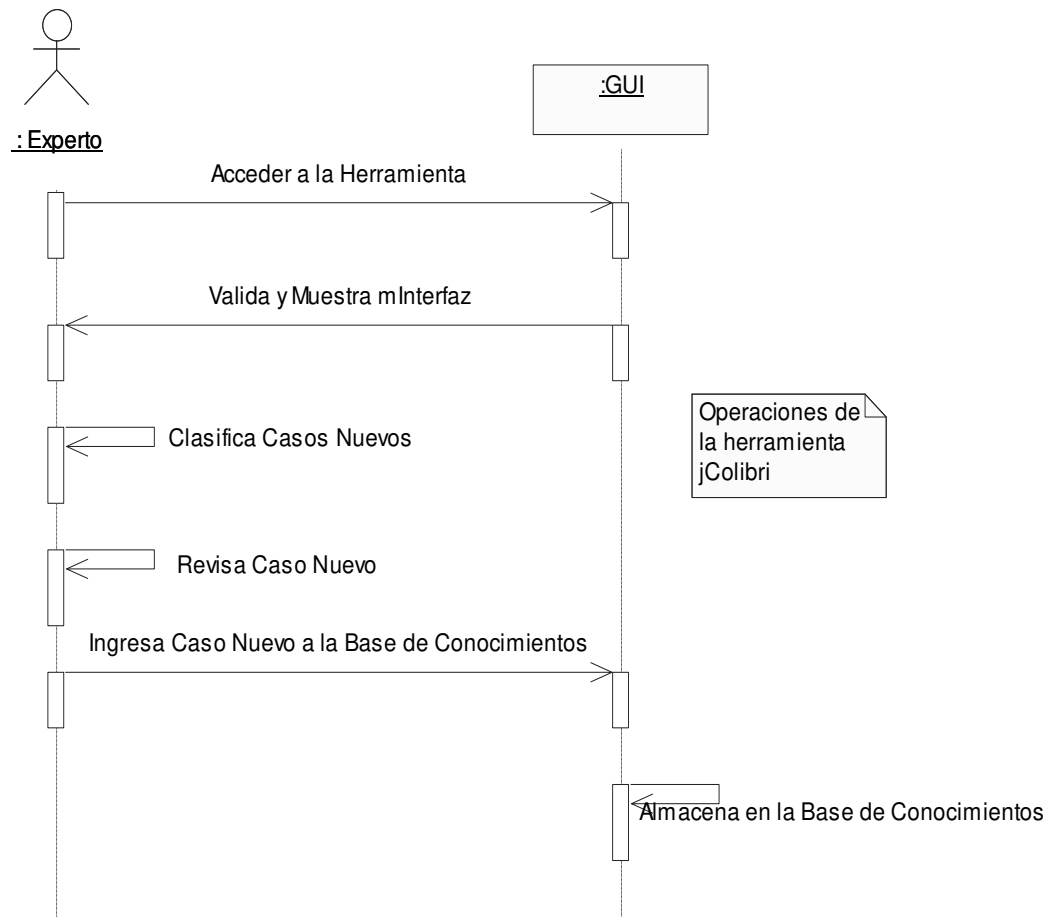 :GUI
: Experto
Acceder a la Herramienta
Valida y Muestra mInterfaz
Clasifica Casos Nuevos
Operaciones de
la herramienta
jColibri
Revisa Caso Nuevo
Ingresa Caso Nuevo a la Base de Conocimientos
Almacena en la Base de Conocimientos